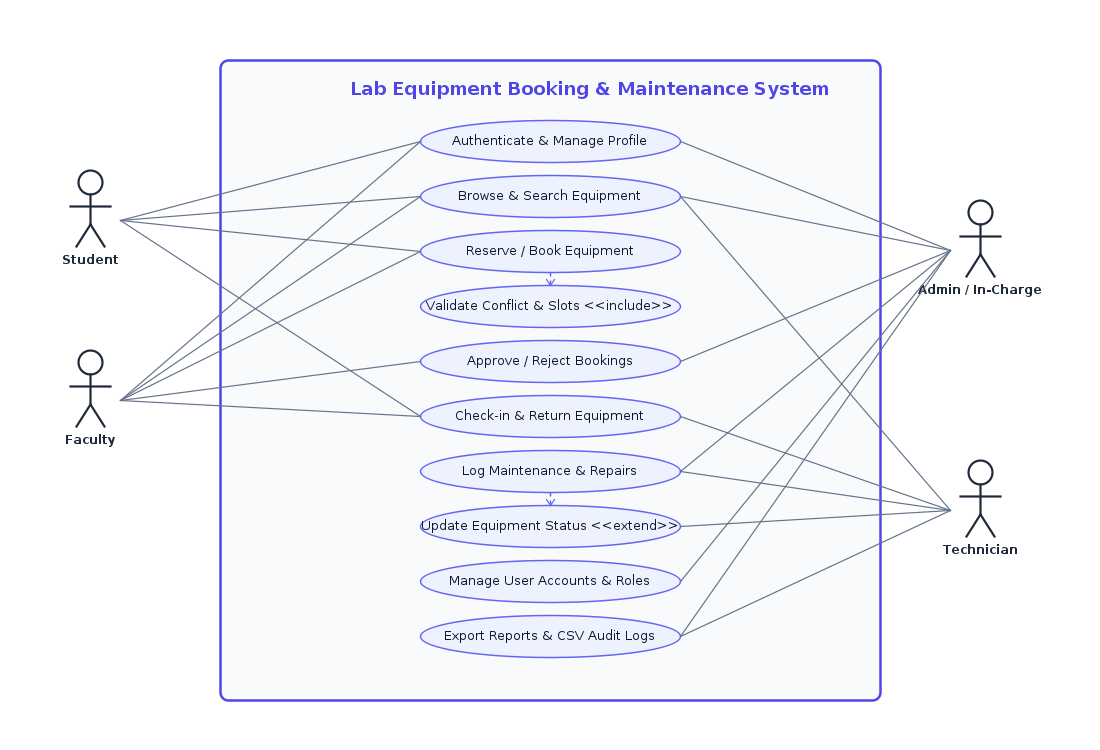 Lab Equipment Booking & Maintenance System
Authenticate & Manage Profile
Browse & Search Equipment
Reserve / Book Equipment
Student
Admin / In-Charge
Validate Conflict & Slots <<include>>
Approve / Reject Bookings
Check-in & Return Equipment
Faculty
Log Maintenance & Repairs
Update Equipment Status <<extend>>
Technician
Manage User Accounts & Roles
Export Reports & CSV Audit Logs